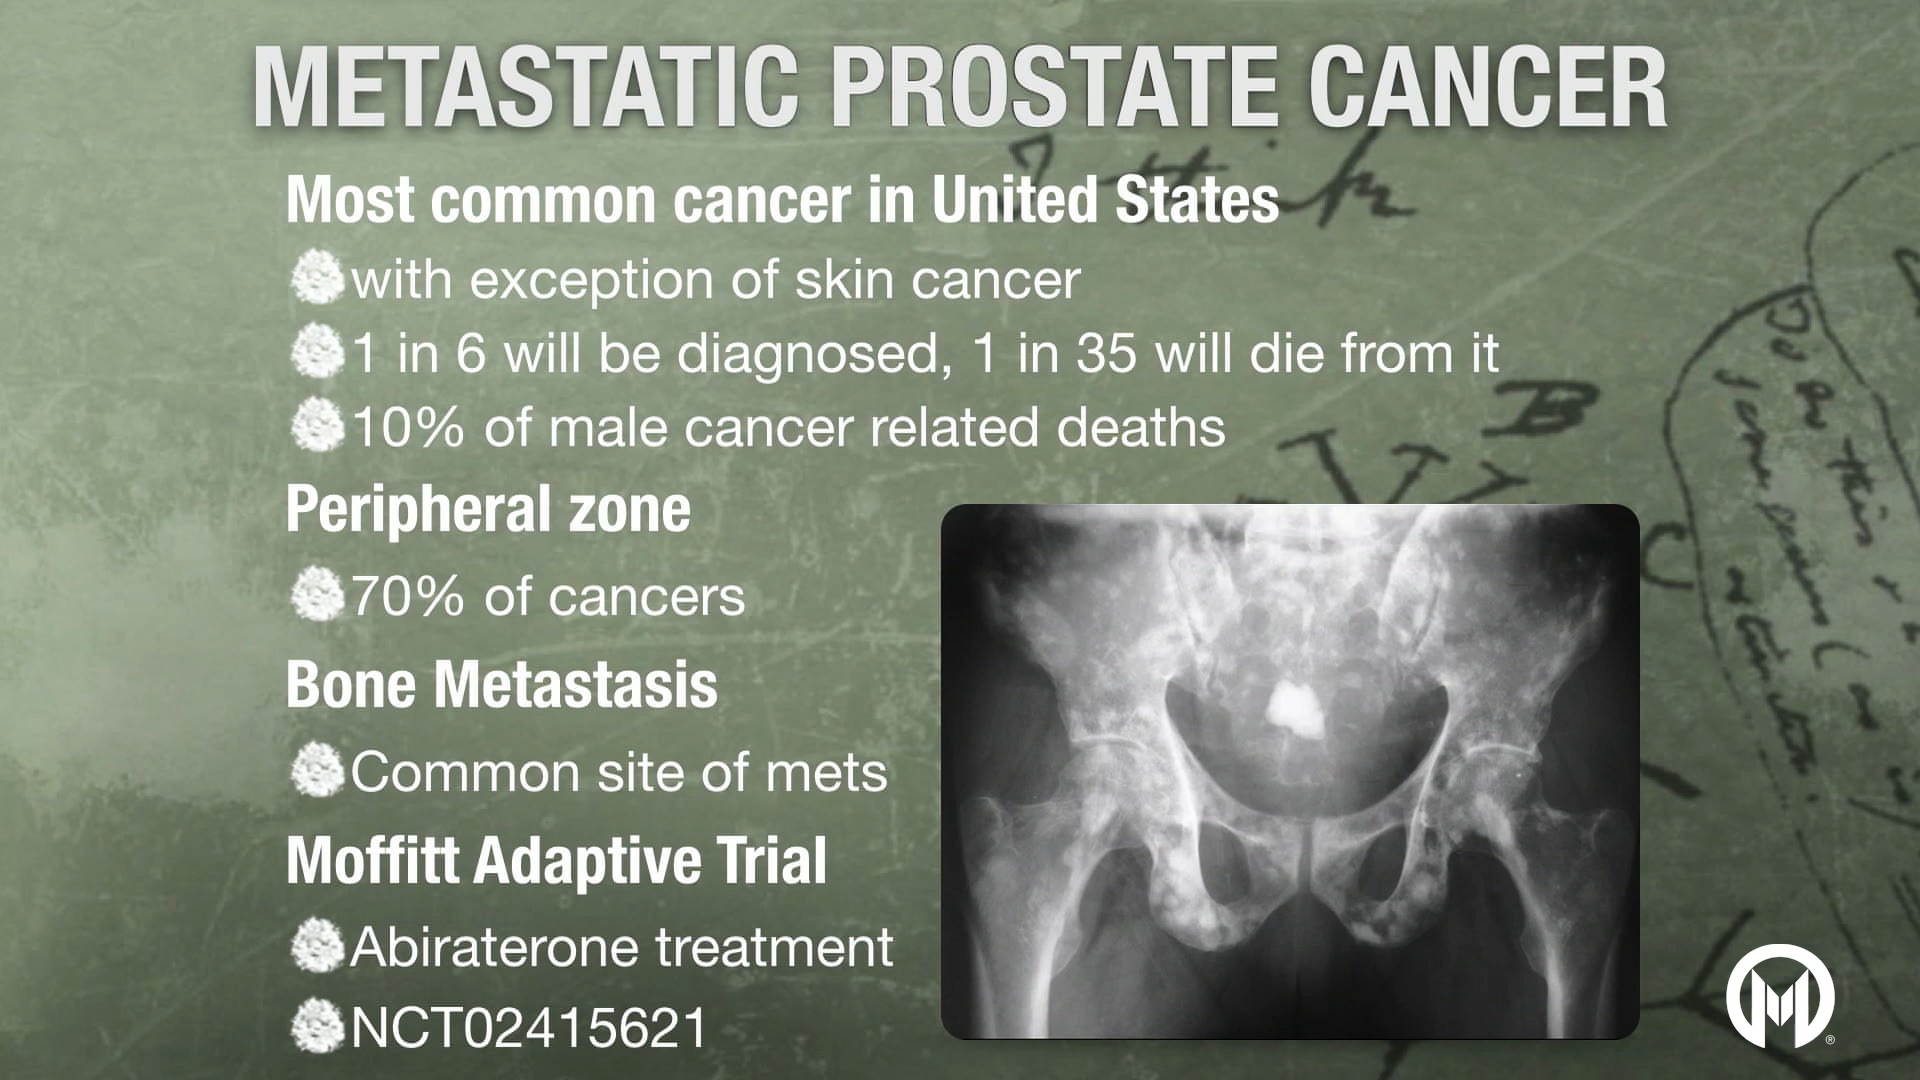 METASTATIC PROSTATE CANCER
Most common cancer in United States
with exception of skin cancer
1 in 6 will be diagnosed, 1 in 35 will die from it
10% of male cancer related deaths
Peripheral zone
70% of cancers
Bone Metastasis
Common site of mets
Moffitt Adaptive Trial
Abiraterone treatment
NCT02415621
B
C
®